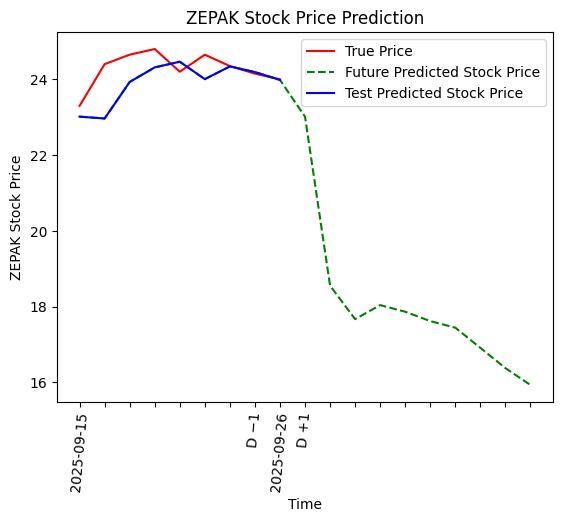 ZEPAK Stock Price Prediction
True Price
Future Predicted Stock Price
Test Predicted Stock Price
ZEPAK Stock Price
24
22
20
18
16
2025-09-15
D −1
2025-09-26
D +1
Time